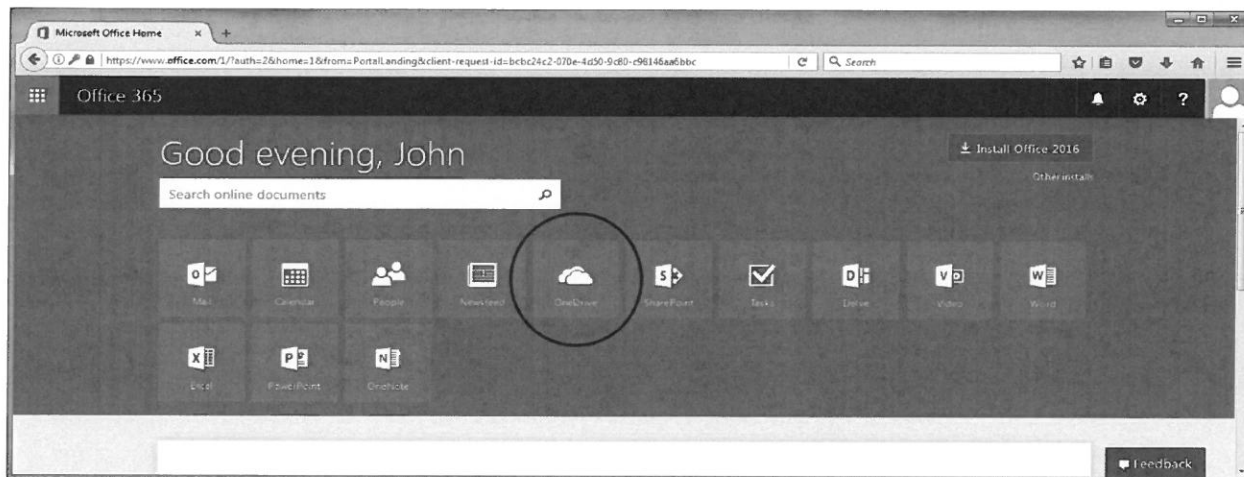 Microsoft Office Home × +
https://www.office.com/1/?auth=2&home=1&from=PortalLanding&client-request-id=bcbc24c2-070e-4d50-9c80-c98146aa6bbc
Search
Office 365
?
Good evening, John
Install Office 2016
Other installs
Search online documents
Mail Calendar People Newsfeed OneDrive SharePoint Tasks Delve Video Word
Excel PowerPoint OneNote
Feedback